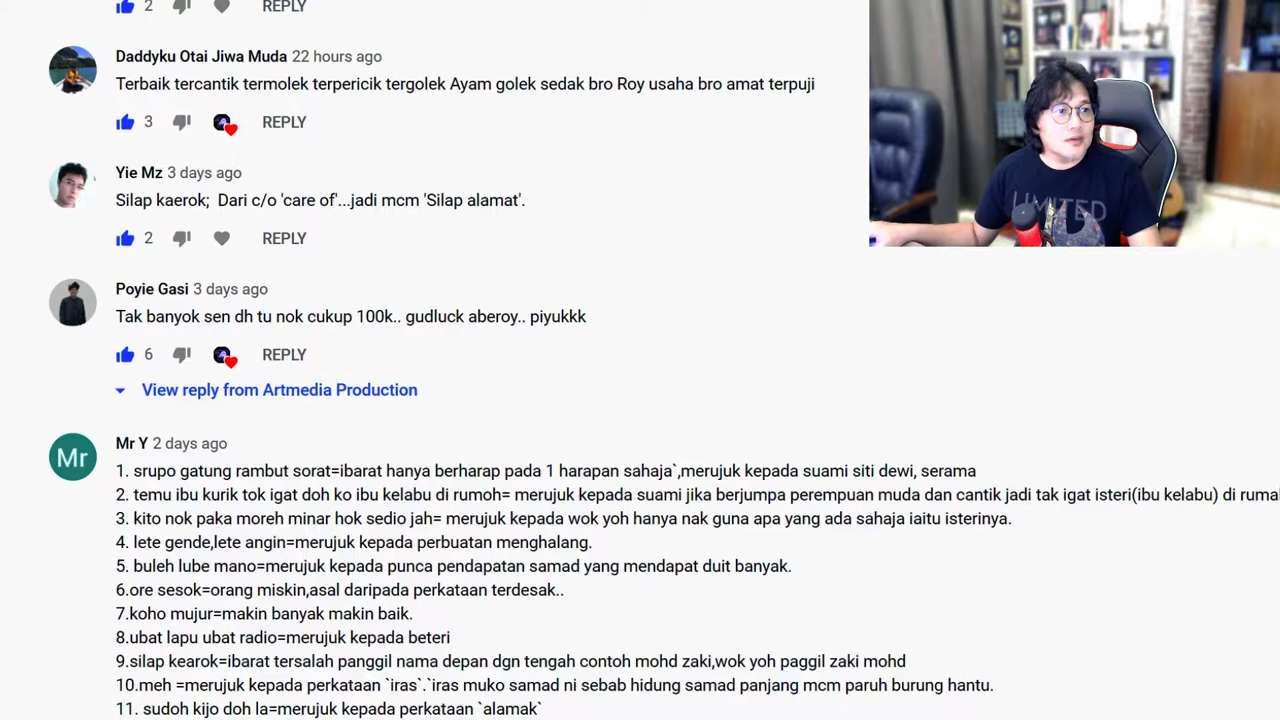 2 REPLY
Daddyku Otai Jiwa Muda 22 hours ago
Terbaik tercantik termolek terpericik tergolek Ayam golek sedak bro Roy usaha bro amat terpuji
3 REPLY
Yie Mz 3 days ago
Silap kaerok; Dari c/o 'care of'...jadi mcm 'Silap alamat'.
2 REPLY
Poyie Gasi 3 days ago
Tak banyok sen dh tu nok cukup 100k.. gudluck aberoy.. piyukkk
6 REPLY
View reply from Artmedia Production
Mr
Mr Y 2 days ago
1. srupo gatung rambut sorat=ibarat hanya berharap pada 1 harapan sahaja`,merujuk kepada suami siti dewi, serama
2. temu ibu kurik tok igat doh ko ibu kelabu di rumoh= merujuk kepada suami jika berjumpa perempuan muda dan cantik jadi tak igat isteri(ibu kelabu) di ruma
3. kito nok paka moreh minar hok sedio jah= merujuk kepada wok yoh hanya nak guna apa yang ada sahaja iaitu isterinya.
4. lete gende,lete angin=merujuk kepada perbuatan menghalang.
5. buleh lube mano=merujuk kepada punca pendapatan samad yang mendapat duit banyak.
6.ore sesok=orang miskin,asal daripada perkataan terdesak..
7.koho mujur=makin banyak makin baik.
8.ubat lapu ubat radio=merujuk kepada beteri
9.silap kearok=ibarat tersalah panggil nama depan dgn tengah contoh mohd zaki,wok yoh paggil zaki mohd
10.meh =merujuk kepada perkataan `iras`.`iras muko samad ni sebab hidung samad panjang mcm paruh burung hantu.
11. sudoh kijo doh la=merujuk kepada perkataan `alamak`
LIMITED